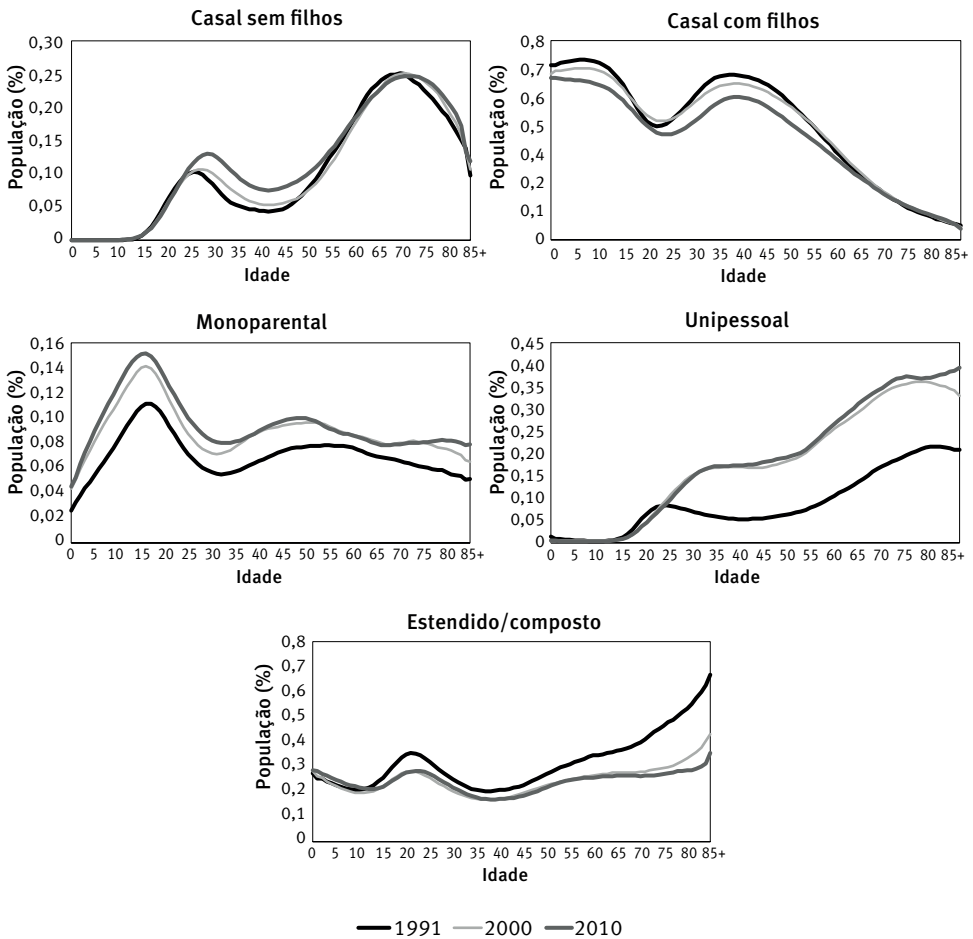 Casal sem filhos
População (%)
0,30
0,25
0,20
0,15
0,10
0,05
0
0 5 10 15 20 25 30 35 40 45 50 55 60 65 70 75 80 85+
Idade
Casal com filhos
População (%)
0,8
0,7
0,6
0,5
0,4
0,2
0,1
0
0 5 10 15 20 25 30 35 40 45 50 55 60 65 70 75 80 85+
Idade
Monoparental
População (%)
0,16
0,14
0,12
0,10
0,08
0,06
0,04
0,02
0
0 5 10 15 20 25 30 35 40 45 50 55 60 65 70 75 80 85+
Idade
Unipessoal
População (%)
0,45
0,40
0,35
0,30
0,25
0,20
0,15
0,10
0,05
0
0 5 10 15 20 25 30 35 40 45 50 55 60 65 70 75 80 85+
Idade
Estendido/composto
População (%)
0,8
0,7
0,6
0,5
0,4
0,3
0,2
0,1
0
0 5 10 15 20 25 30 35 40 45 50 55 60 65 70 75 80 85+
Idade
1991 2000 2010